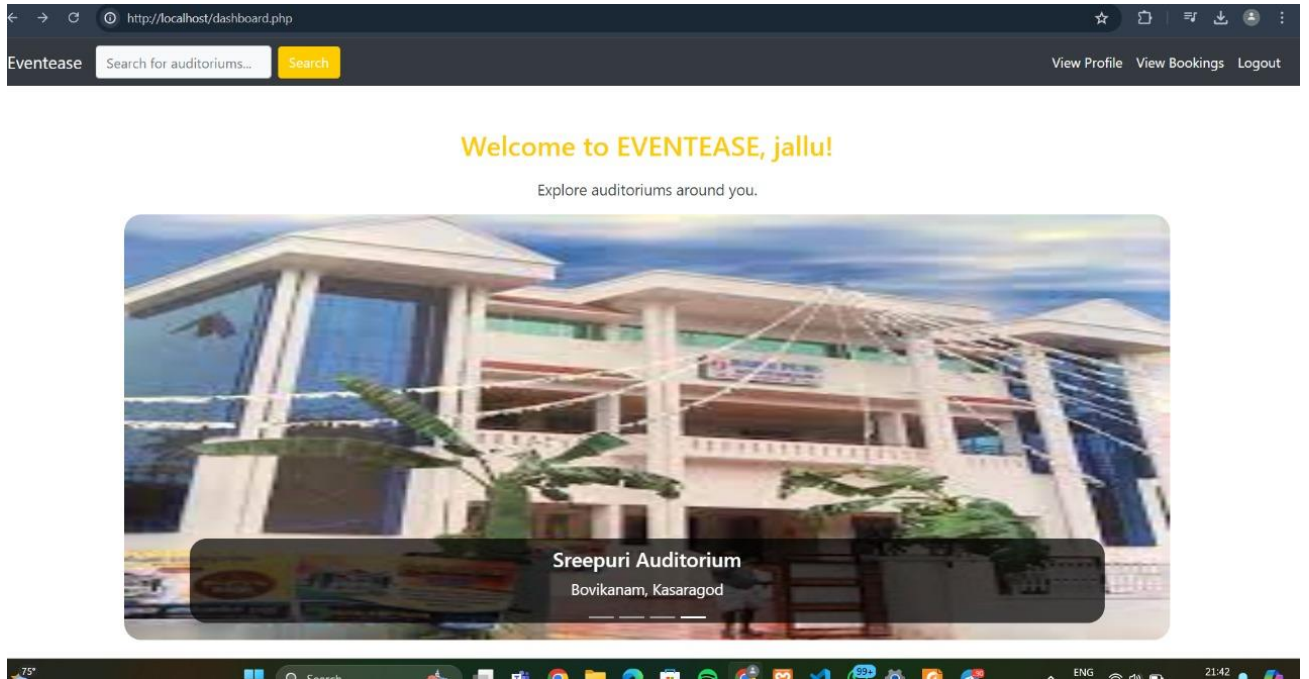 http://localhost/dashboard.php
Eventease Search for auditoriums... Search View Profile View Bookings Logout
Welcome to EVENTEASE, jallu!
Explore auditoriums around you.
Sreepuri Auditorium
Bovikanam, Kasaragod
75° Search 99+ ENG 21:42